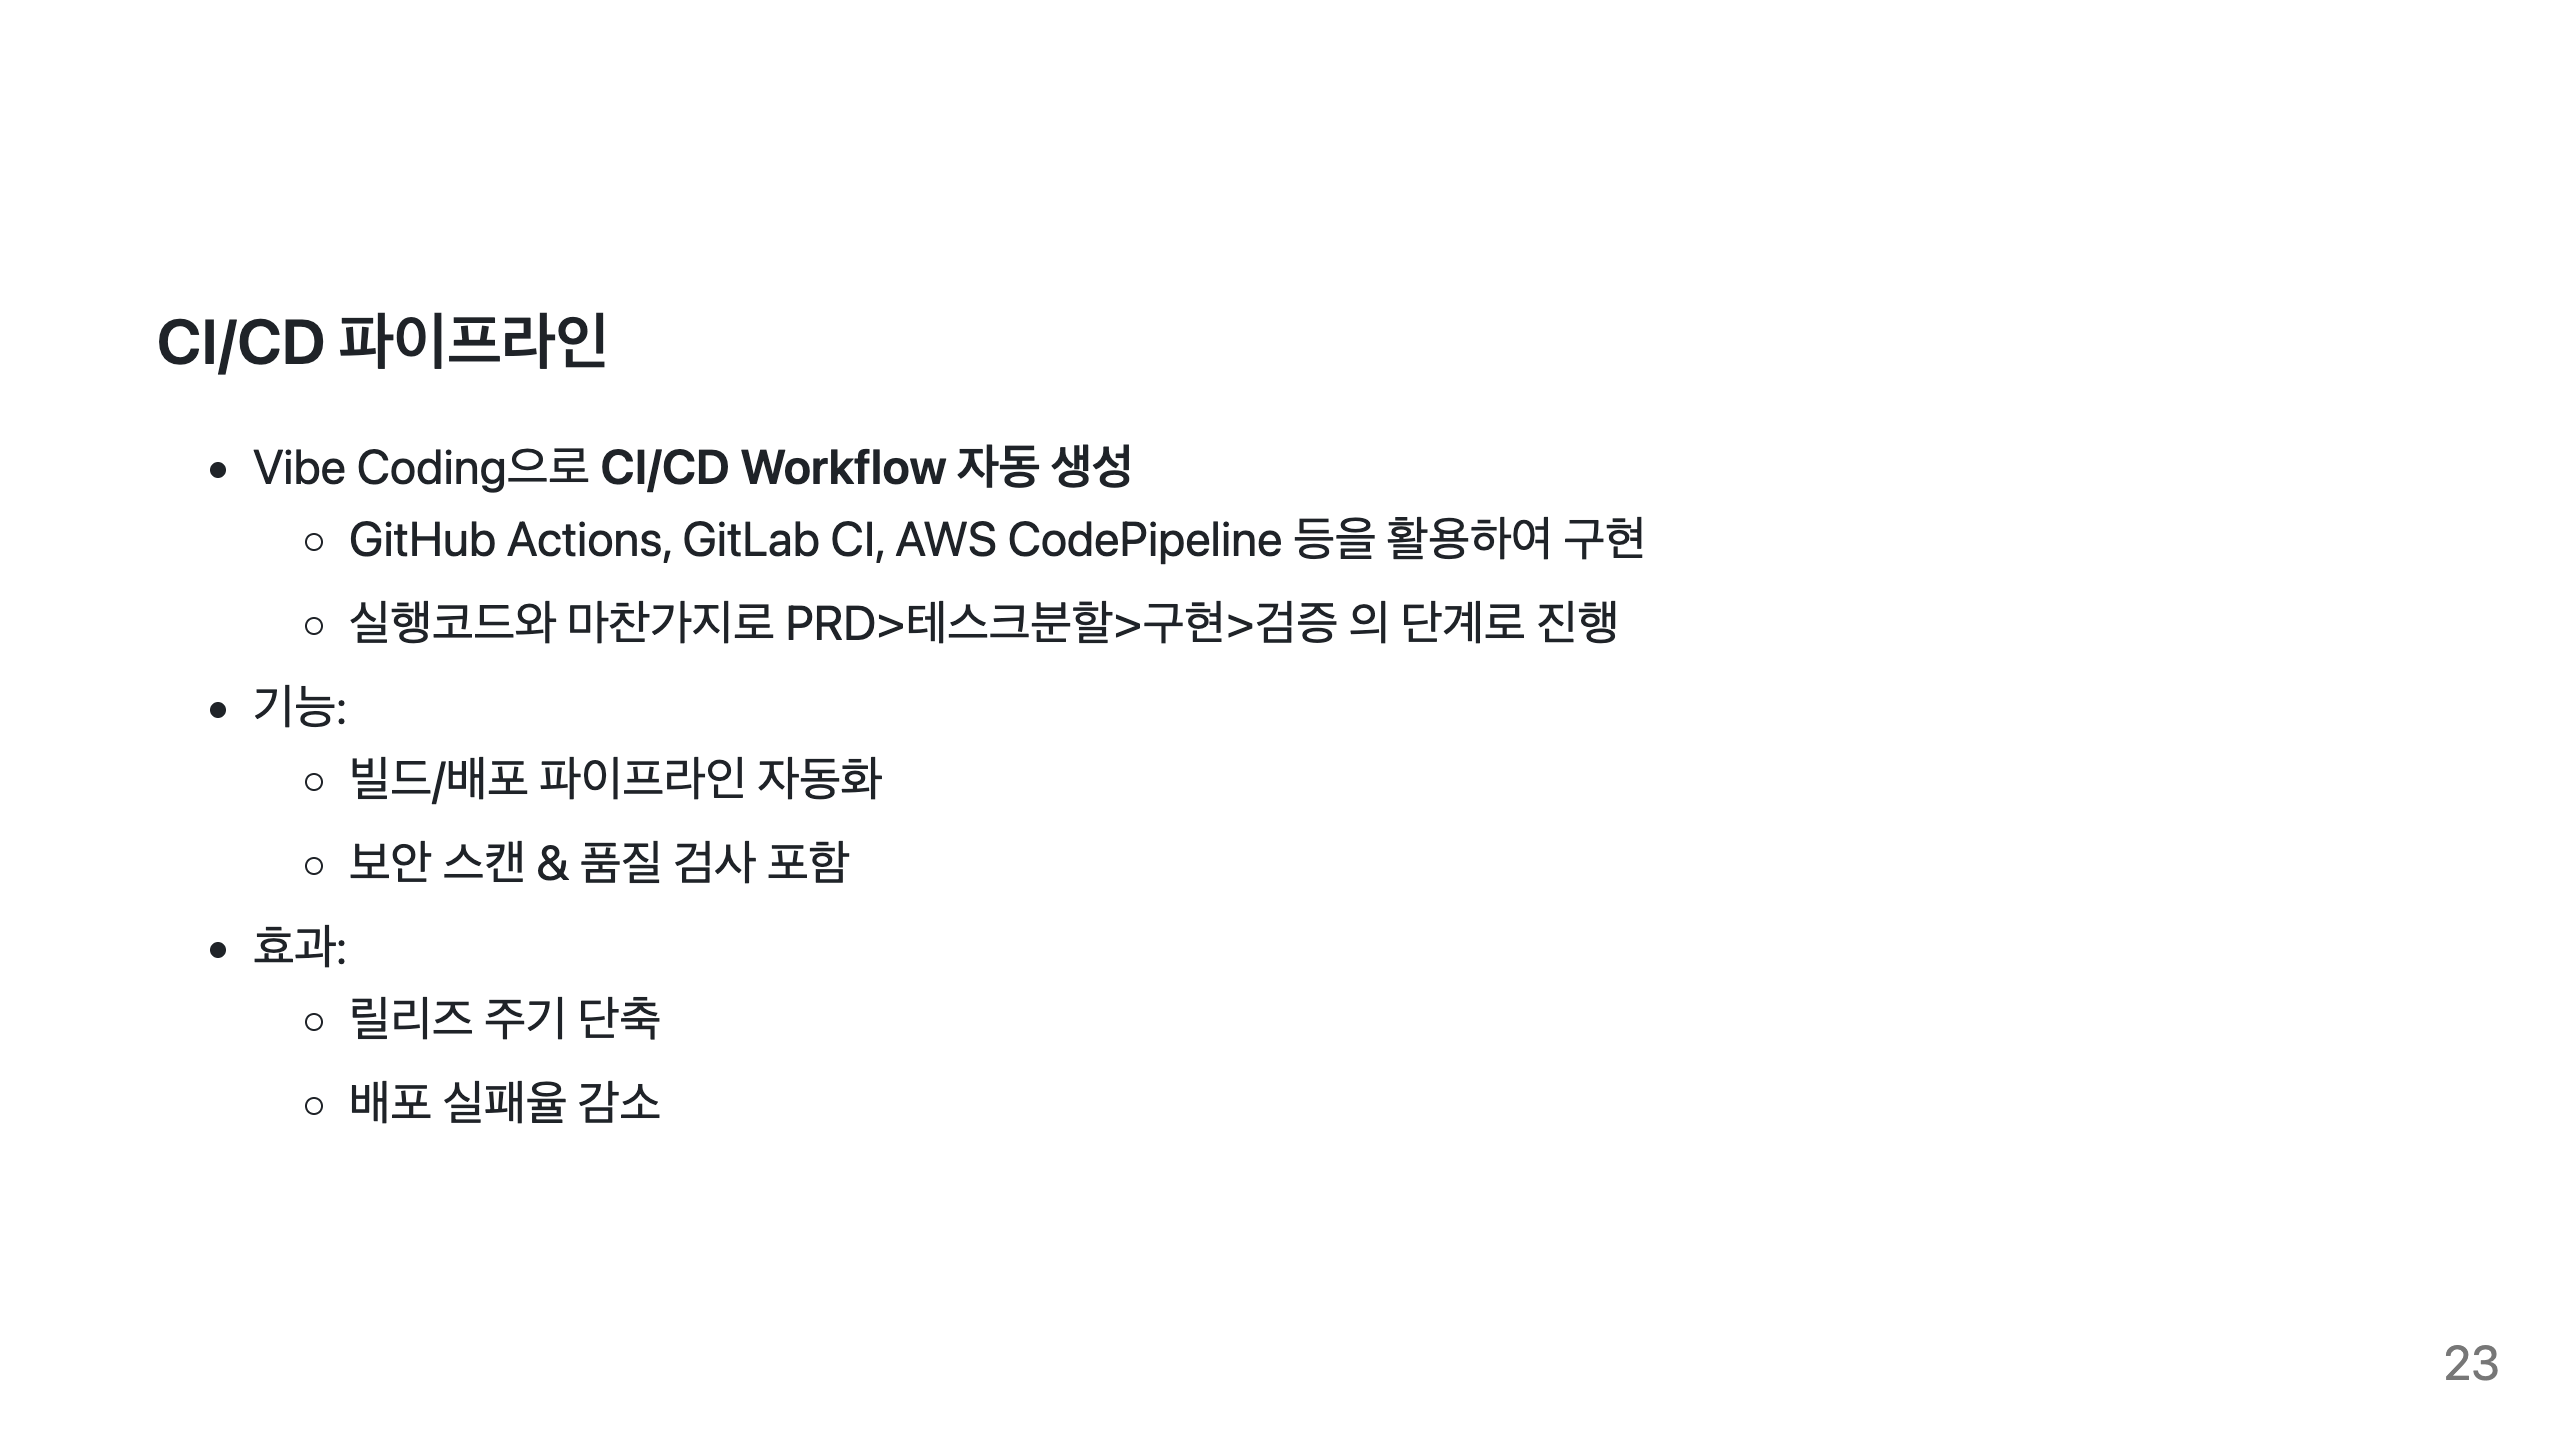 CI/CD 파이프라인
Vibe Coding으로 CI/CD Workflow 자동 생성
GitHub Actions, GitLab CI, AWS CodePipeline 등을 활용하여 구현
실행코드와 마찬가지로 PRD>테스크분할>구현>검증 의 단계로 진행
기능:
빌드/배포 파이프라인 자동화
보안 스캔 & 품질 검사 포함
효과:
릴리즈 주기 단축
배포 실패율 감소
23